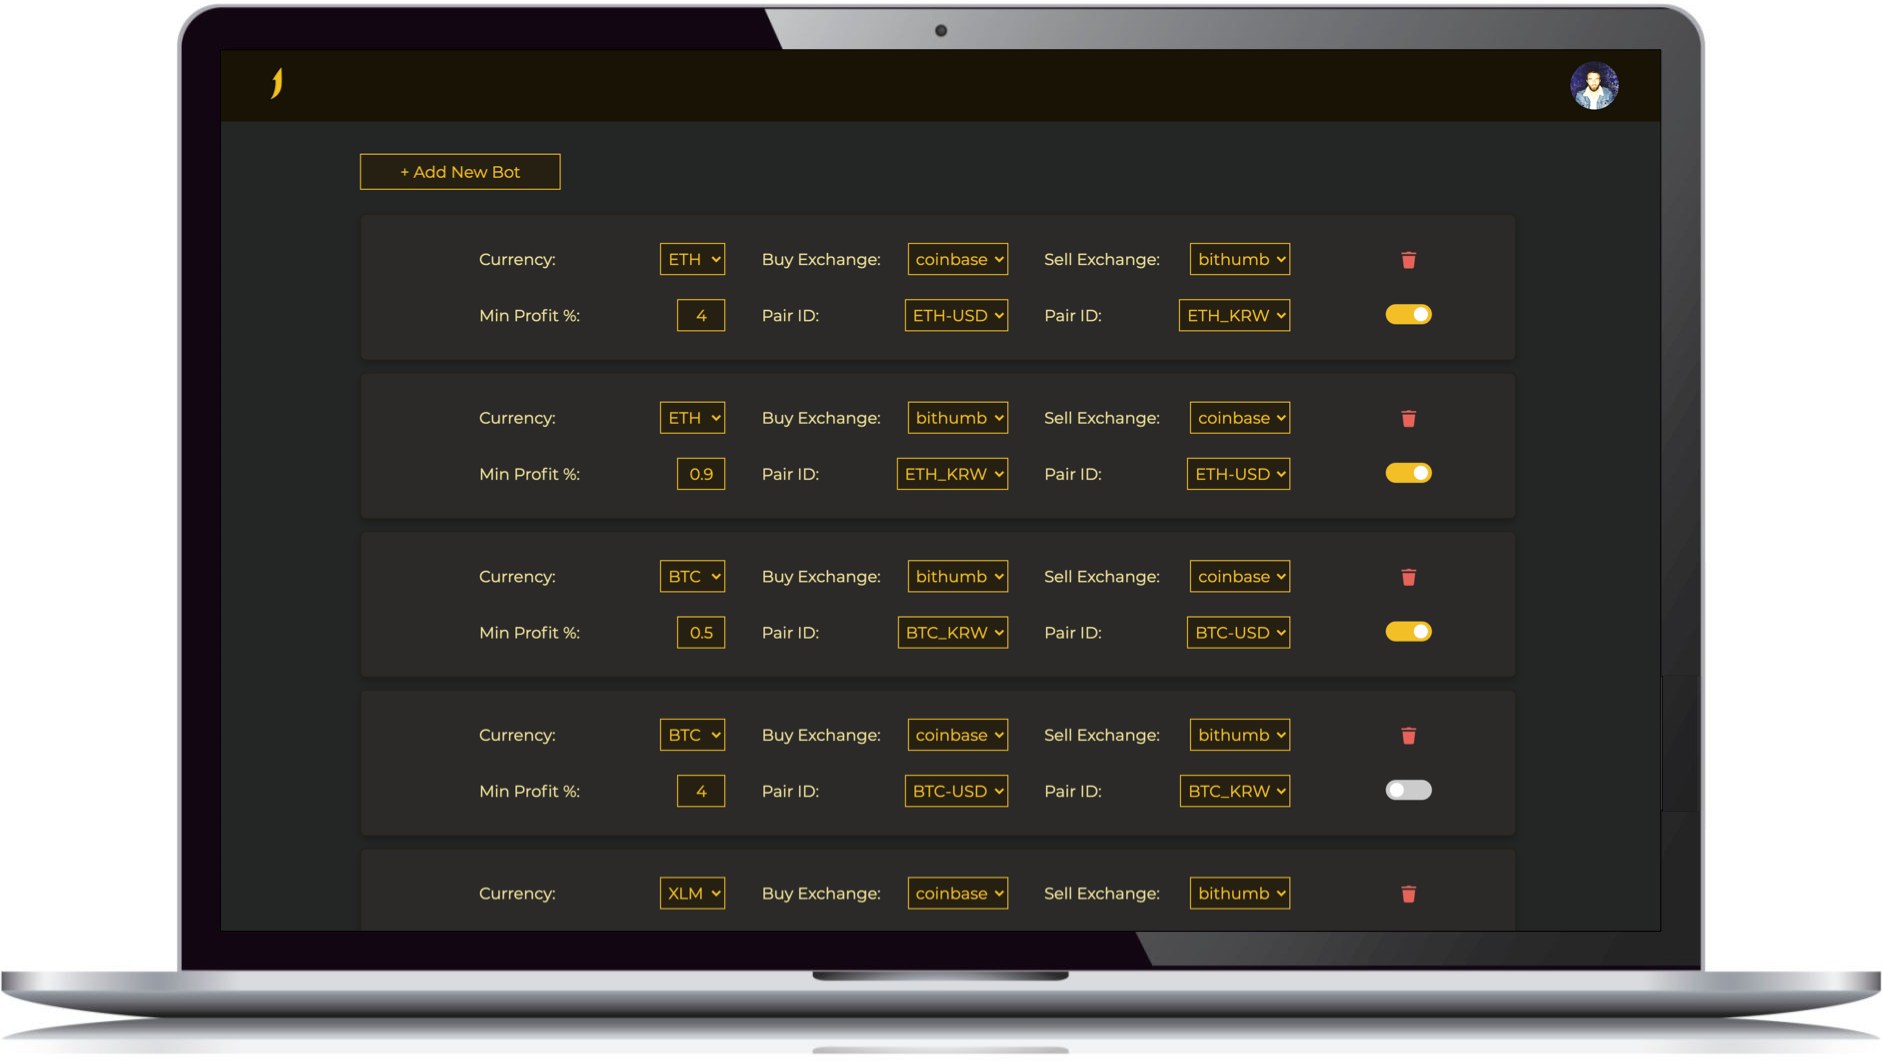 + Add New Bot
Currency: ETH Buy Exchange: coinbase Sell Exchange: bithumb
Min Profit %: 4 Pair ID: ETH-USD Pair ID: ETH_KRW
Currency: ETH Buy Exchange: bithumb Sell Exchange: coinbase
Min Profit %: 0.9 Pair ID: ETH_KRW Pair ID: ETH-USD
Currency: BTC Buy Exchange: bithumb Sell Exchange: coinbase
Min Profit %: 0.5 Pair ID: BTC_KRW Pair ID: BTC-USD
Currency: BTC Buy Exchange: coinbase Sell Exchange: bithumb
Min Profit %: 4 Pair ID: BTC-USD Pair ID: BTC_KRW
Currency: XLM Buy Exchange: coinbase Sell Exchange: bithumb